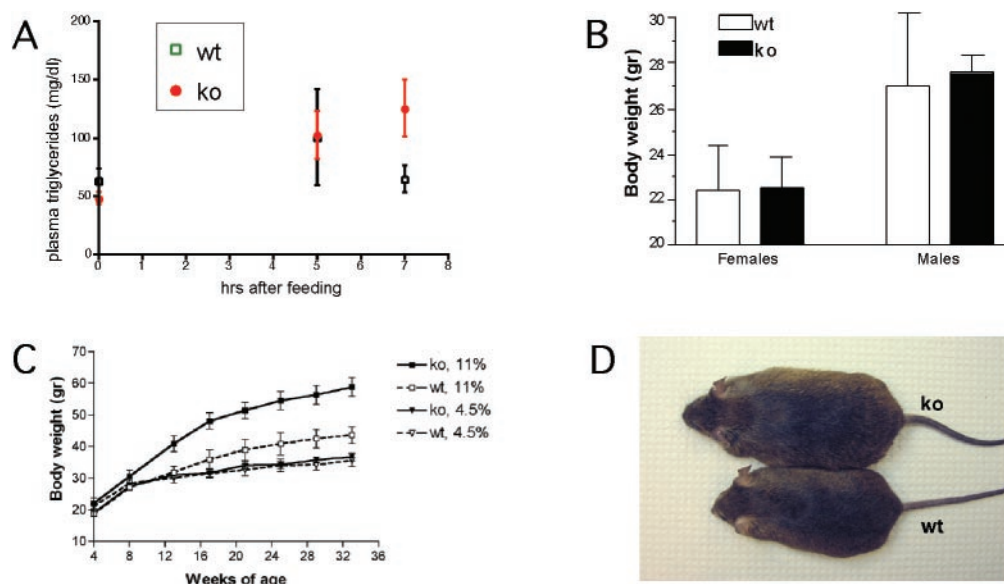 A
wt
ko
plasma triglycerides (mg/dl)
200
150
100
50
0
0 1 2 3 4 5 6 7 8
hrs after feeding
B
Body weight (gr)
30
28
26
24
22
20
wt
ko
Females Males
C
Body weight (gr)
70
60
50
40
30
20
10
4 8 12 16 20 24 28 32 36
Weeks of age
ko, 11%
wt, 11%
ko, 4.5%
wt, 4.5%
D
ko
wt